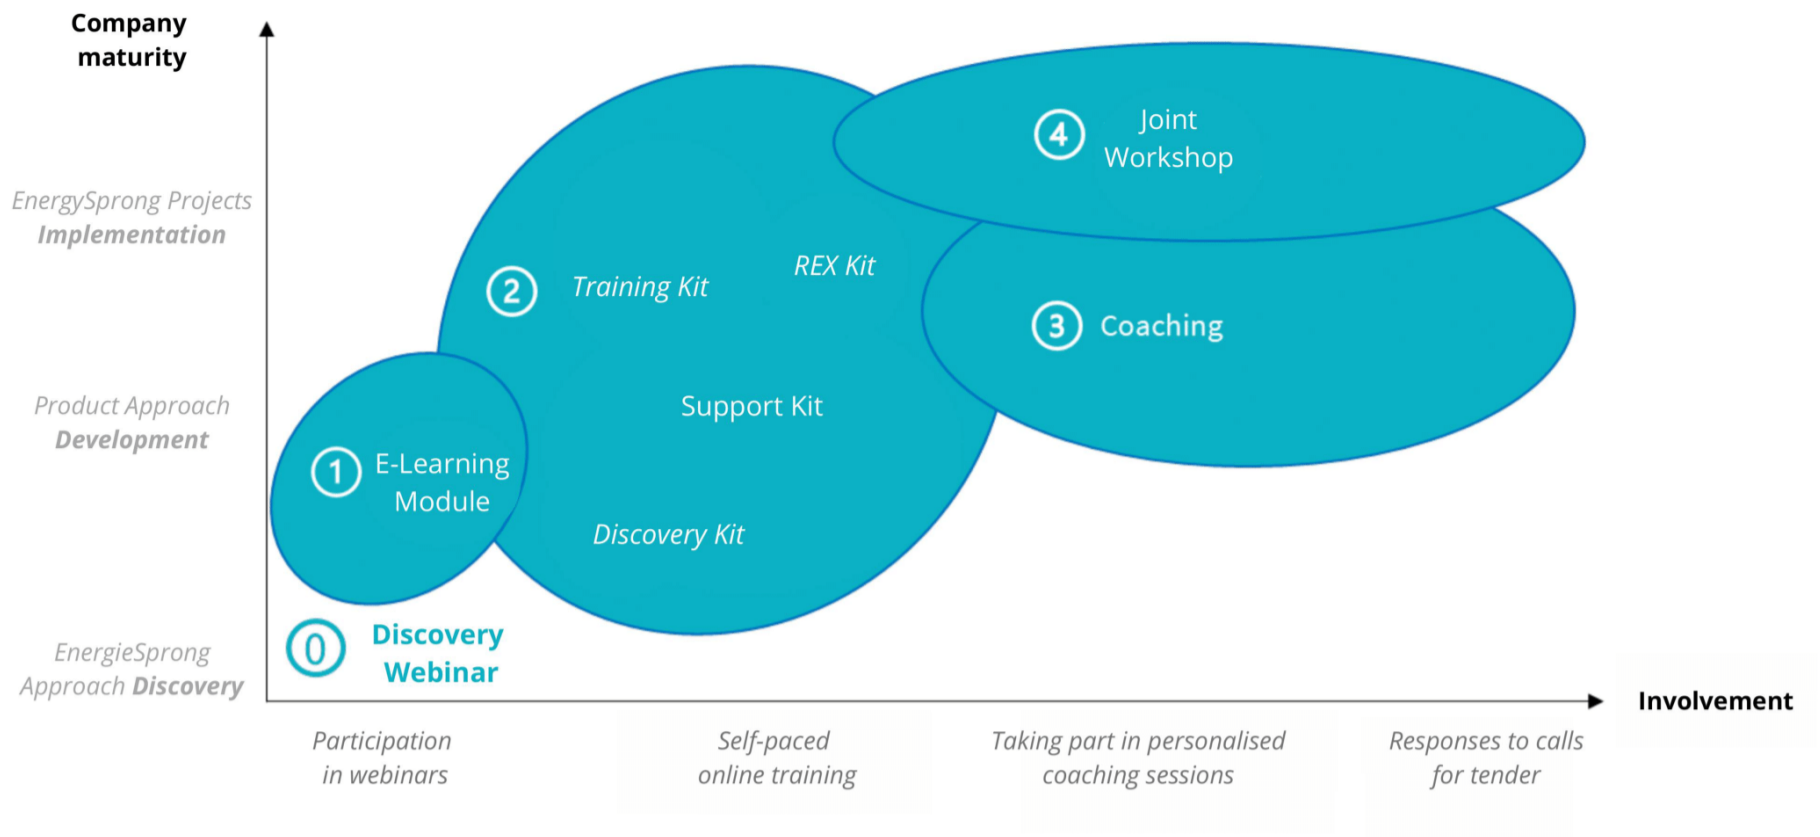 Company
maturity
EnergySprong Projects
Implementation
Product Approach
Development
EnergieSprong
Approach Discovery
4
Joint
Workshop
2
Training Kit
REX Kit
3
Coaching
Support Kit
1
E-Learning
Module
Discovery Kit
0
Discovery
Webinar
Involvement
Participation
in webinars
Self-paced
online training
Taking part in personalised
coaching sessions
Responses to calls
for tender